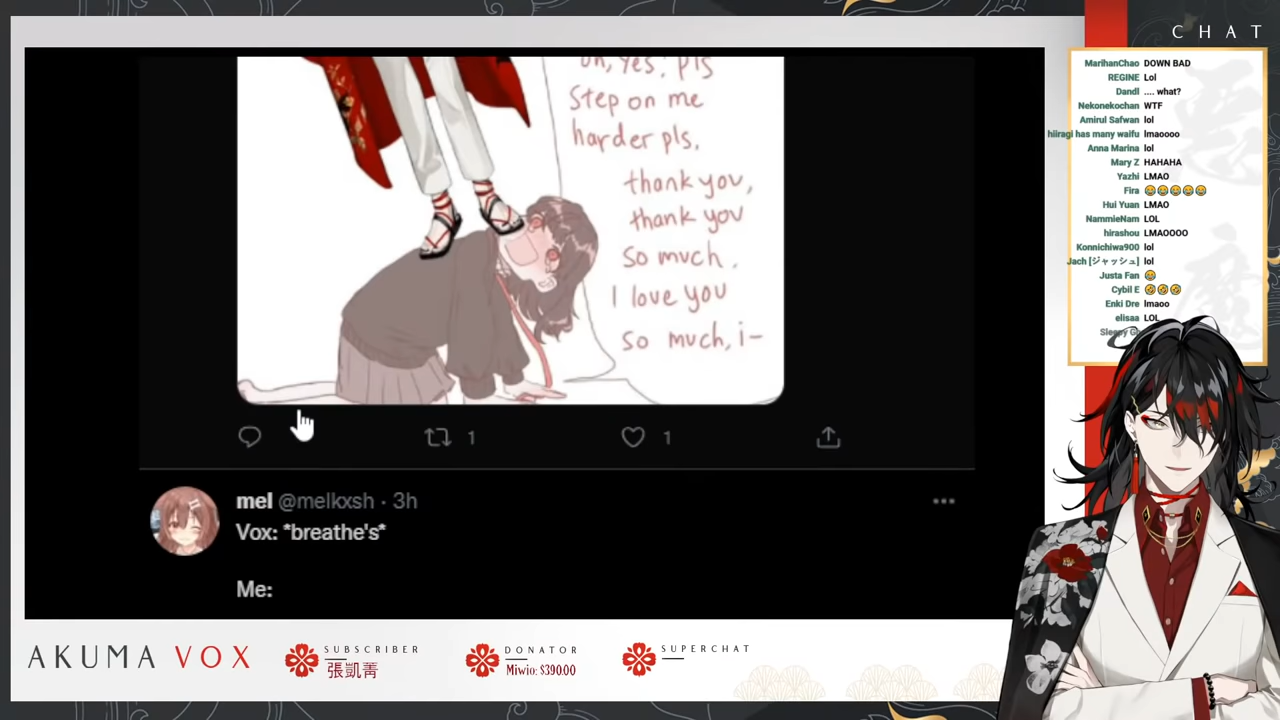 oh, yes. pls
Step on me
harder pls.
thank you,
thank you
so much.
I love you
so much, i-
1
1
mel @melkxsh · 3h
Vox: *breathe's*
Me:
CHAT
MarihanChao DOWN BAD
REGINE Lol
Dandl .... what?
Nekonekochan WTF
Amirul Safwan lol
hiiragi has many waifu lmaoooo
Anna Marina lol
Mary Z HAHAHA
Yazhi LMAO
Fira 😂😂😂😂😂
Hui Yuan LMAO
NammieNam LOL
hirashou LMAOOOO
Konnichiwa900 lol
Jach [ジャッシュ] lol
Justa Fan 😂
Cybil E 🤣🤣🤣
Enki Dre lmaoo
elisaa LOL
Sleepy
AKUMA VOX
SUBSCRIBER
張凱菁
DONATOR
Miwio: $390.00
SUPERCHAT